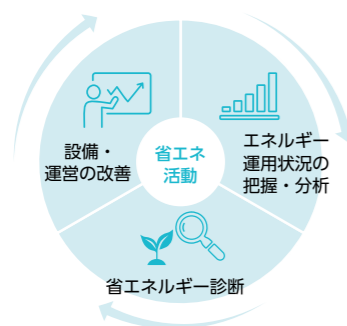 設備・
運営の改善
省エネ
活動
エネルギー
運用状況の
把握・分析
省エネルギー診断